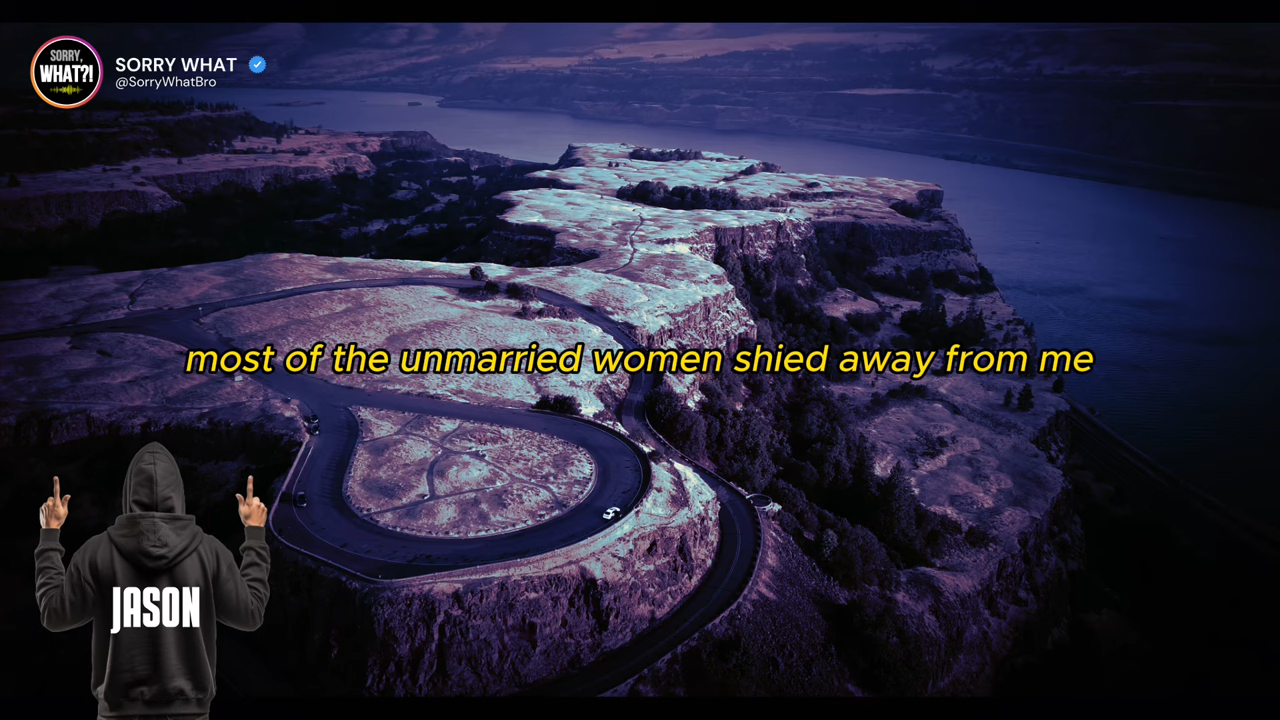 SORRY,
WHAT?!
SORRY WHAT
@SorryWhatBro
most of the unmarried women shied away from me
JASON